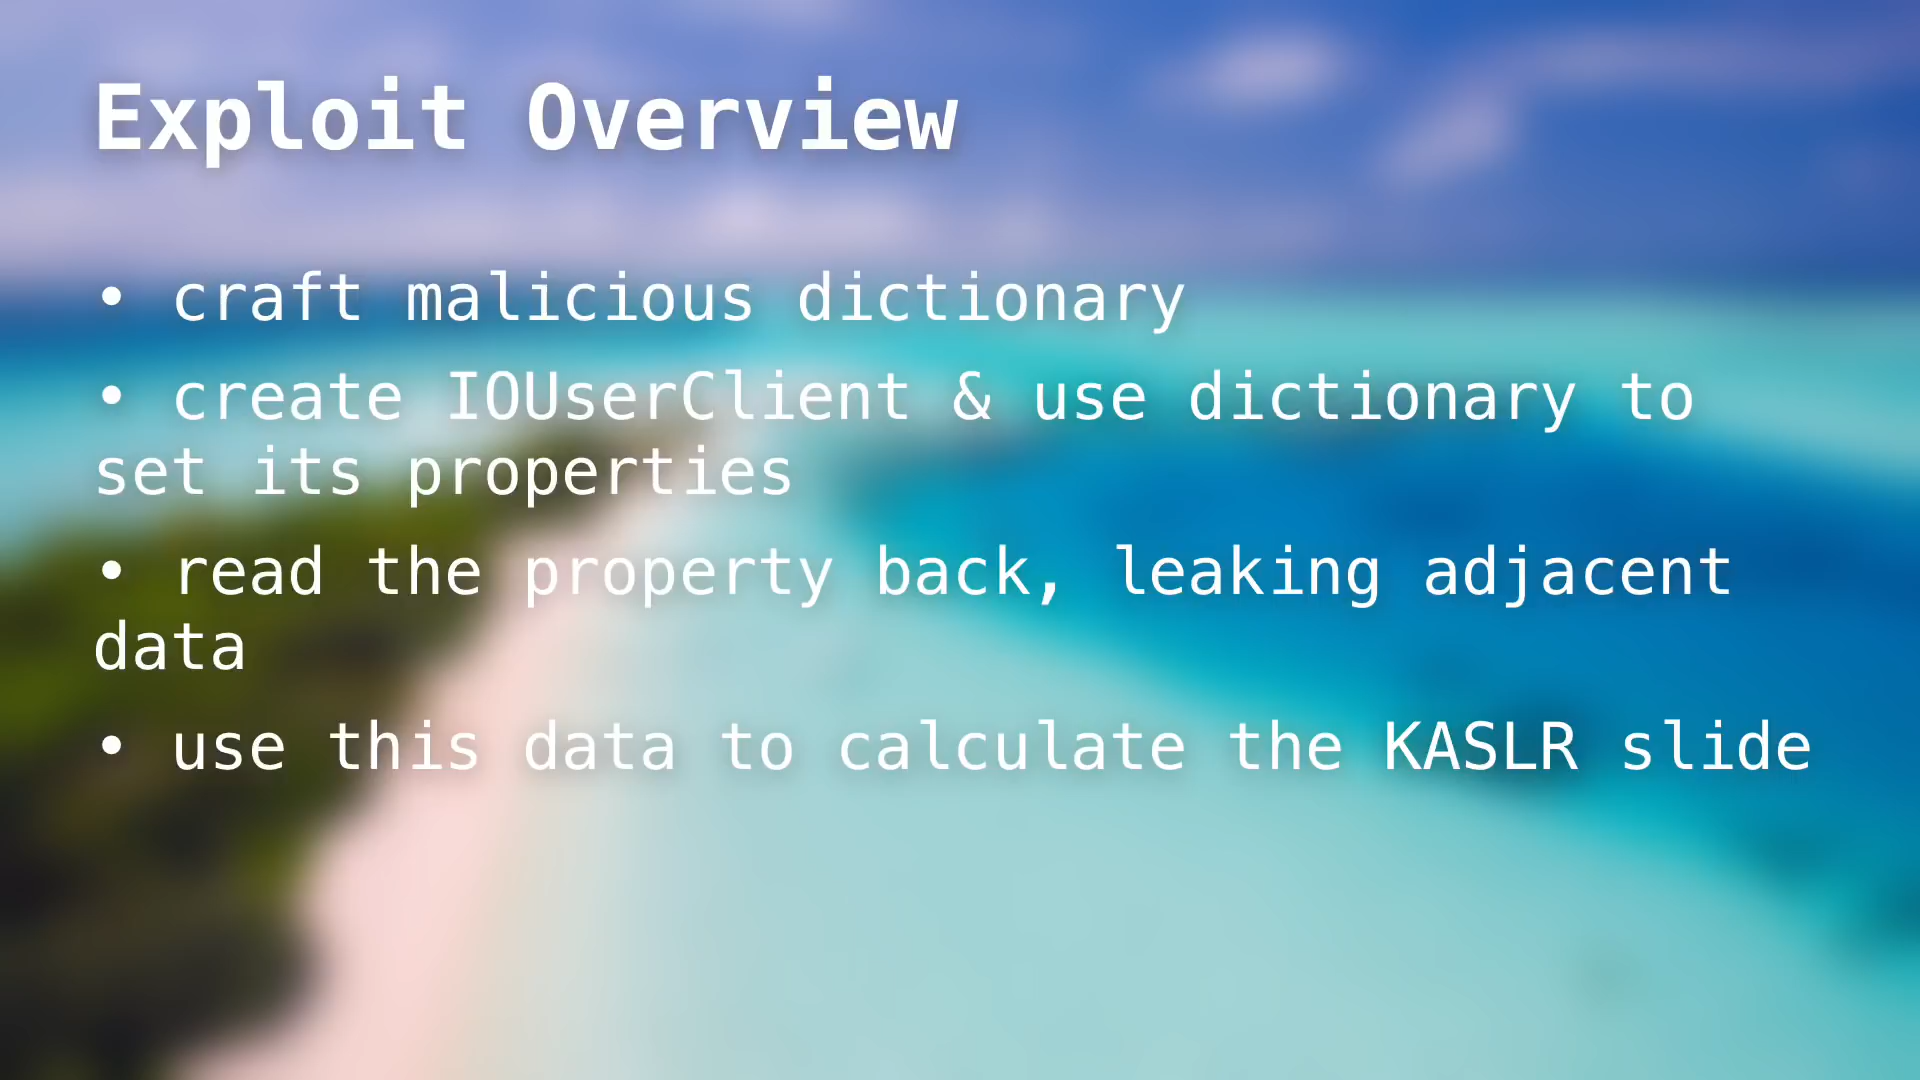 Exploit Overview
• craft malicious dictionary
• create IOUserClient & use dictionary to
set its properties
• read the property back, leaking adjacent
data
• use this data to calculate the KASLR slide